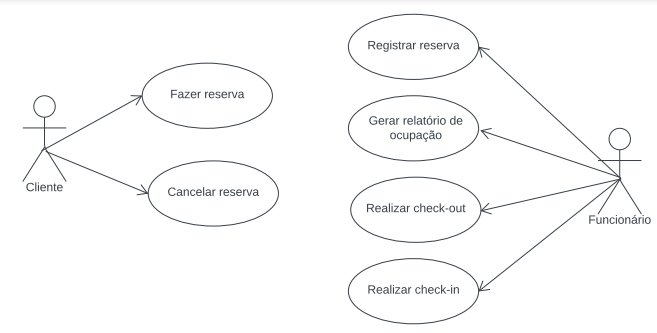 Registrar reserva
Fazer reserva
Gerar relatório de
ocupação
Cliente
Cancelar reserva
Realizar check-out
Funcionário
Realizar check-in